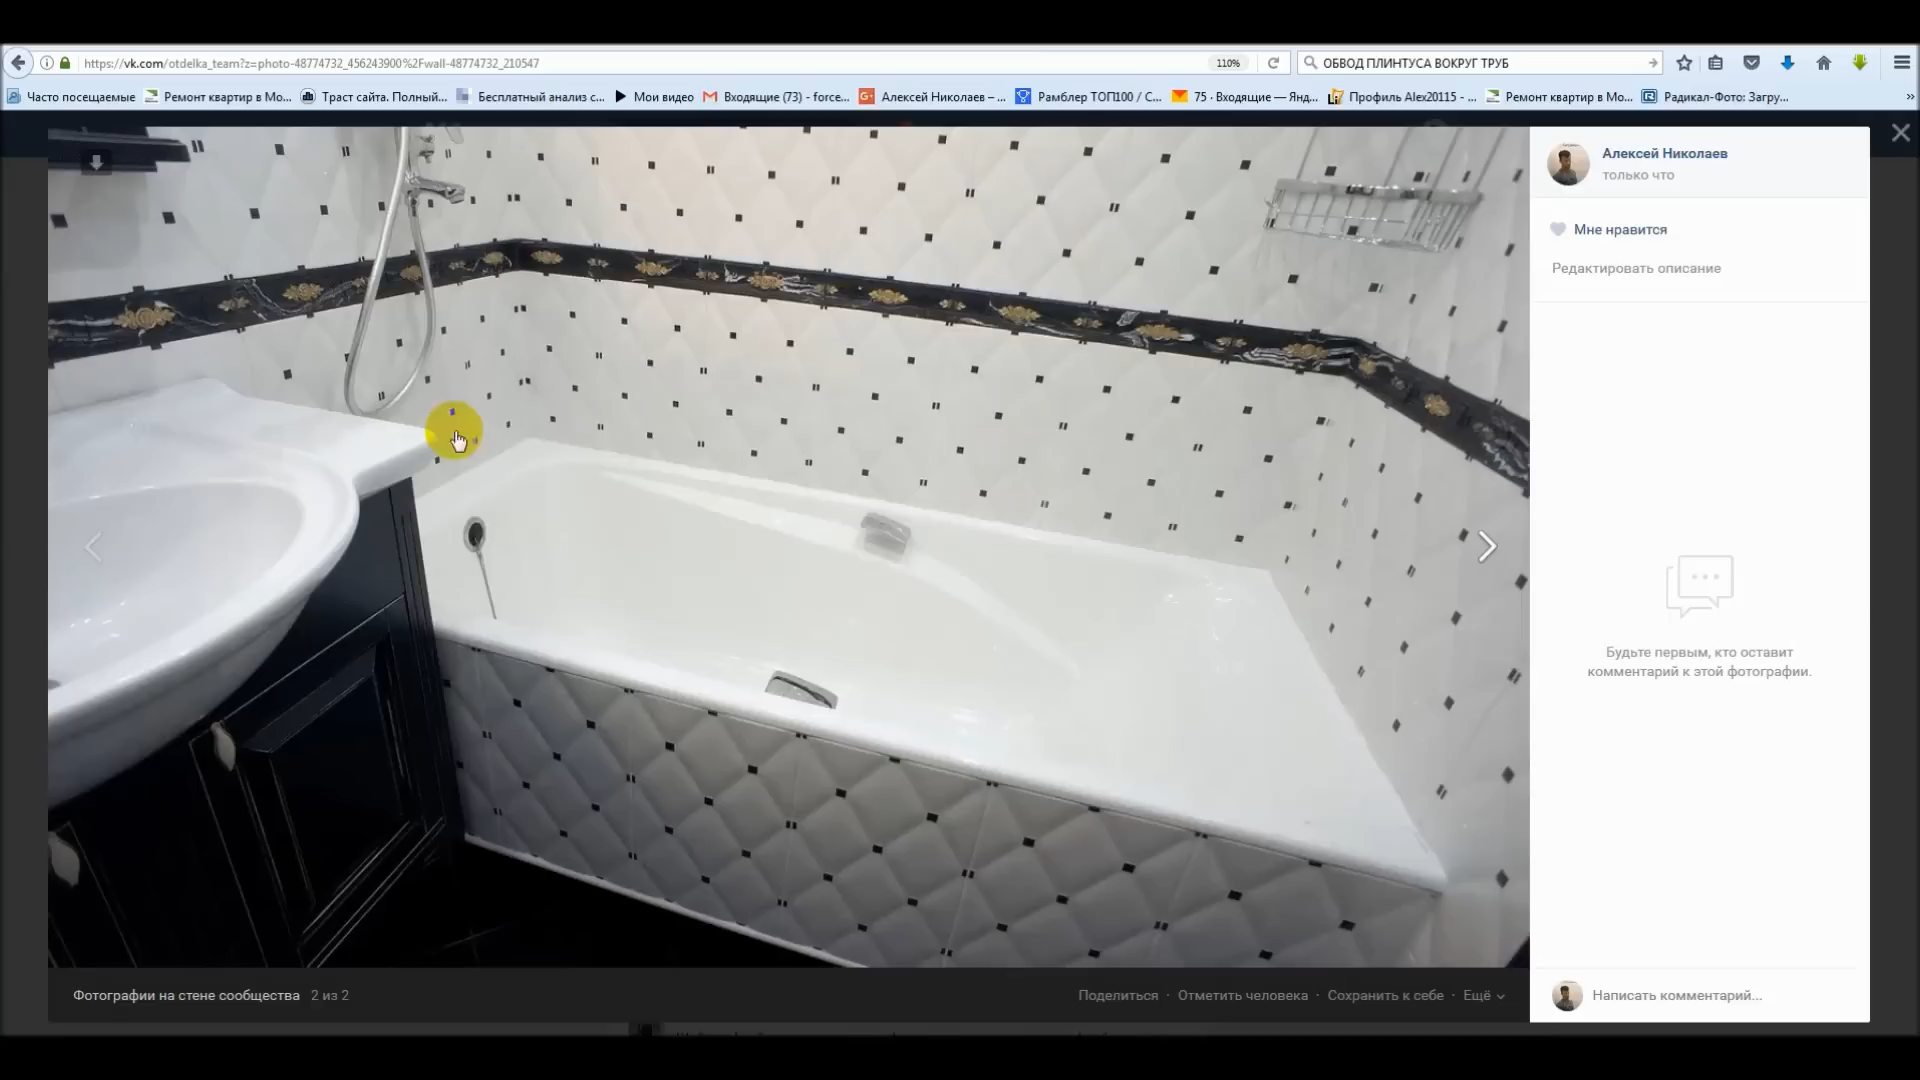 https://vk.com/otdelka_team?z=photo-48774732_456243900%2Fwall-48774732_210547
110%
ОБВОД ПЛИНТУСА ВОКРУГ ТРУБ
Часто посещаемые
Ремонт квартир в Мо...
Траст сайта. Полный...
Бесплатный анализ с...
Мои видео
Входящие (73) - force...
Алексей Николаев – ...
Рамблер ТОП100 / С...
75 · Входящие — Янд...
Профиль Alex20115 - ...
Ремонт квартир в Мо...
Радикал-Фото: Загру...
Алексей Николаев
только что
Мне нравится
Редактировать описание
Будьте первым, кто оставит
комментарий к этой фотографии.
Фотографии на стене сообщества 2 из 2
Поделиться · Отметить человека · Сохранить к себе · Ещё
Написать комментарий...